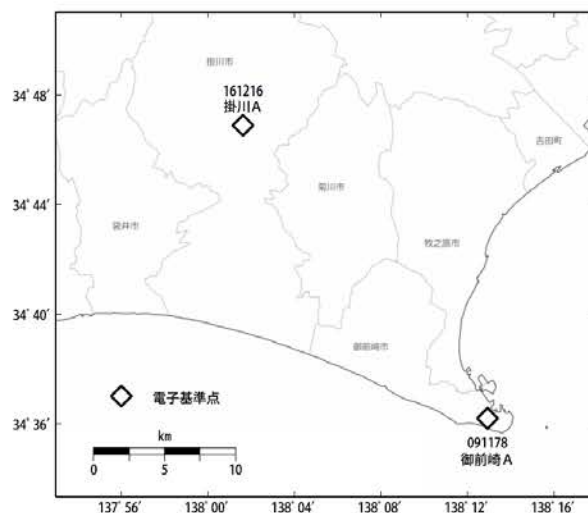 掛川市
34°48'
161216
掛川A
吉田町
34°44'
菊川市
袋井市
牧之原市
34°40'
御前崎市
電子基準点
34°36'
km
0 5 10
091178
御前崎A
137°56' 138°00' 138°04' 138°08' 138°12' 138°16'